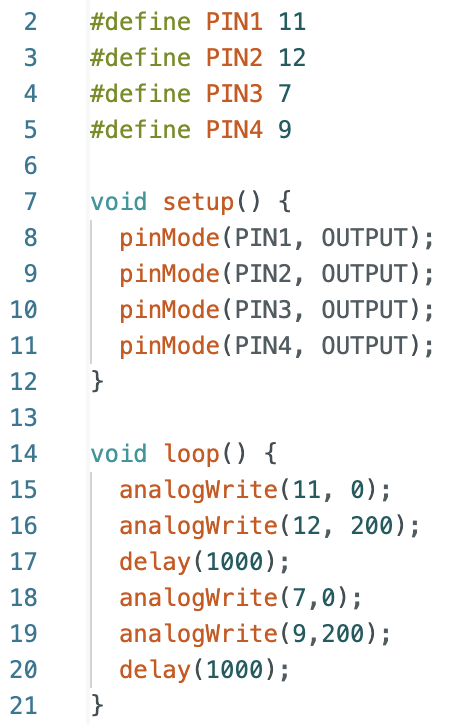 2 #define PIN1 11
3 #define PIN2 12
4 #define PIN3 7
5 #define PIN4 9
6
7 void setup() {
8 pinMode(PIN1, OUTPUT);
9 pinMode(PIN2, OUTPUT);
10 pinMode(PIN3, OUTPUT);
11 pinMode(PIN4, OUTPUT);
12 }
13
14 void loop() {
15 analogWrite(11, 0);
16 analogWrite(12, 200);
17 delay(1000);
18 analogWrite(7,0);
19 analogWrite(9,200);
20 delay(1000);
21 }